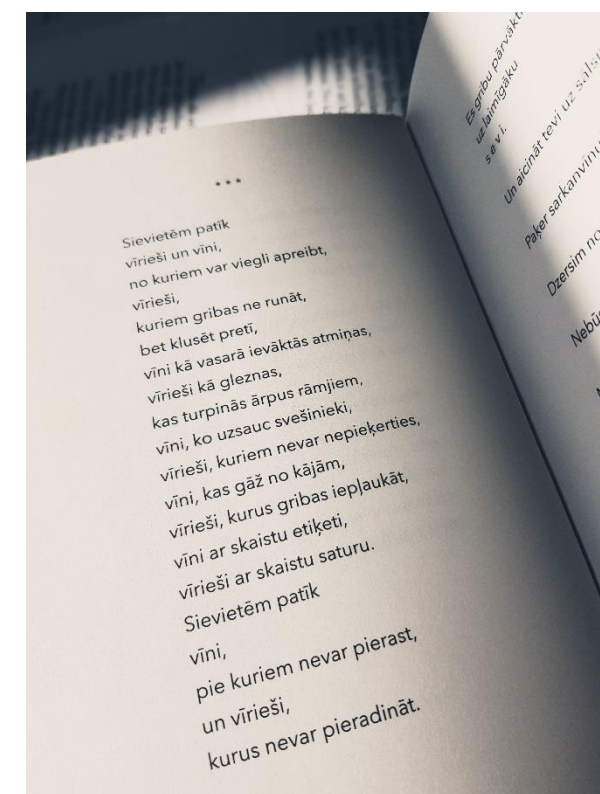 ***
Sievietēm patīk
vīrieši un vīni,
no kuriem var viegli apreibt,
vīrieši,
kuriem gribas ne runāt,
bet klusēt pretī,
vīni kā vasarā ievāktās atmiņas,
vīrieši kā gleznas,
kas turpinās ārpus rāmjiem,
vīni, ko uzsauc svešinieki,
vīrieši, kuriem nevar nepieķerties,
vīni, kas gāž no kājām,
vīrieši, kurus gribas iepļaukāt,
vīni ar skaistu etiķeti,
vīrieši ar skaistu saturu.
Sievietēm patīk
vīni,
pie kuriem nevar pierast,
un vīrieši,
kurus nevar pieradināt.
Es gribu
uz laimīgāku
sevi.
Un aicināt tevi uz
Paķer
Dzersim